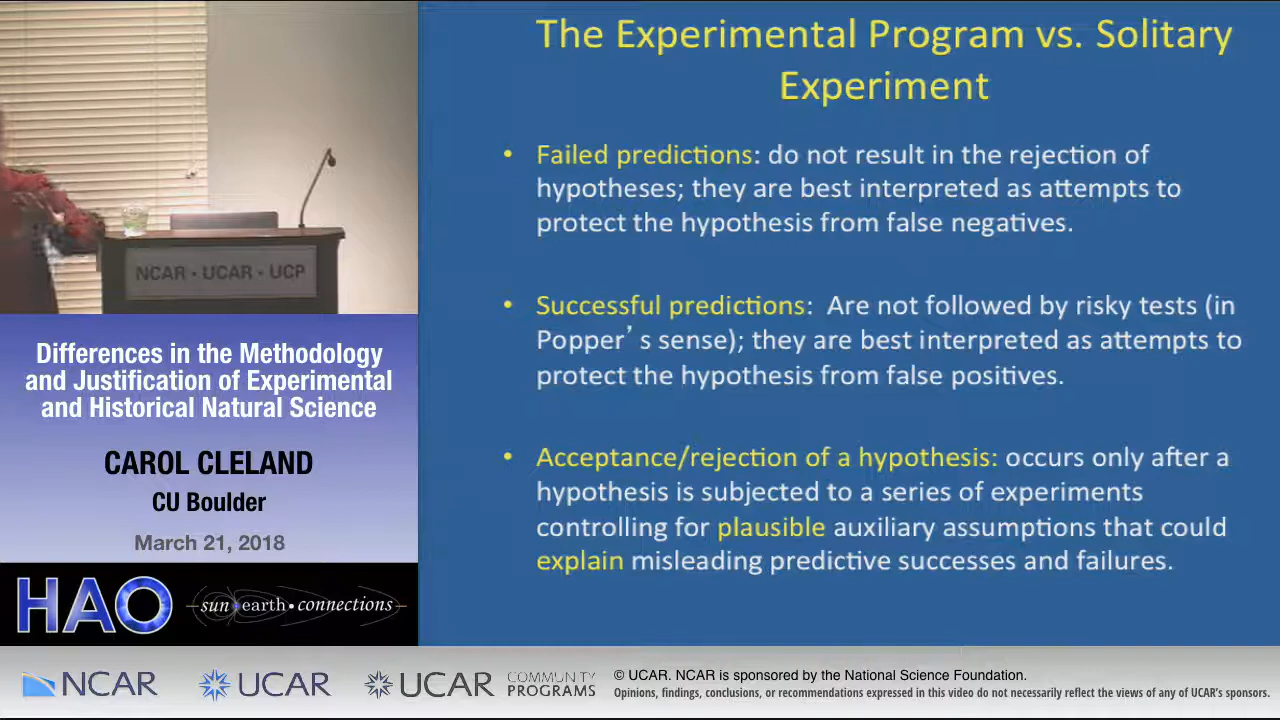 The Experimental Program vs. Solitary
Experiment
• Failed predictions: do not result in the rejection of
hypotheses; they are best interpreted as attempts to
protect the hypothesis from false negatives.
• Successful predictions:  Are not followed by risky tests (in
Popper’s sense); they are best interpreted as attempts to
protect the hypothesis from false positives.
• Acceptance/rejection of a hypothesis: occurs only after a
hypothesis is subjected to a series of experiments
controlling for plausible auxiliary assumptions that could
explain misleading predictive successes and failures.
NCAR • UCAR • UCP
Differences in the Methodology
and Justification of Experimental
and Historical Natural Science
CAROL CLELAND
CU Boulder
March 21, 2018
HAO
sun•earth•connections
NCAR
UCAR
UCAR
COMMUNITY
PROGRAMS
© UCAR. NCAR is sponsored by the National Science Foundation.
Opinions, findings, conclusions, or recommendations expressed in this video do not necessarily reflect the views of any of UCAR's sponsors.